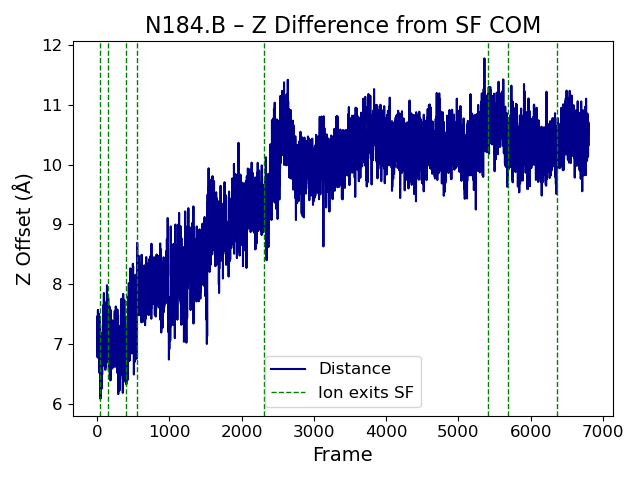 N184.B – Z Difference from SF COM
12
11
10
9
8
7
6
Z Offset (Å)
Distance
Ion exits SF
0 1000 2000 3000 4000 5000 6000 7000
Frame